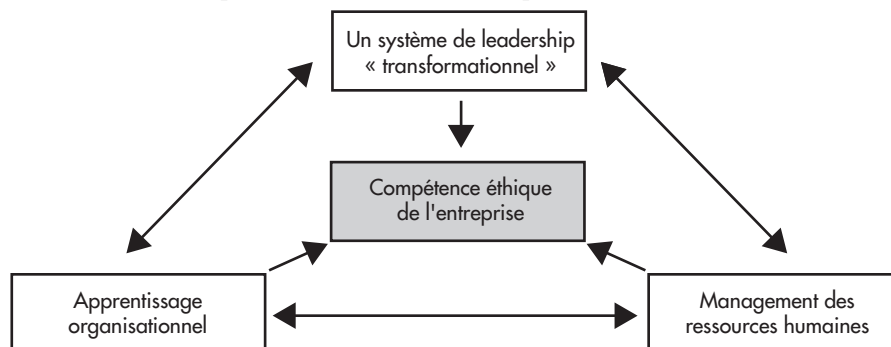 Un système de leadership
« transformationnel »
Compétence éthique
de l'entreprise
Apprentissage
organisationnel
Management des
ressources humaines